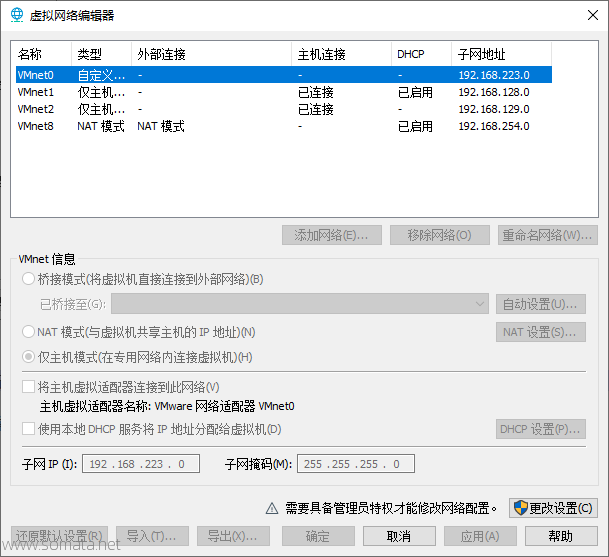 虚拟网络编辑器
名称 类型 外部连接 主机连接 DHCP 子网地址
VMnet0 自定义... - - - 192.168.223.0
VMnet1 仅主机... - 已连接 已启用 192.168.128.0
VMnet2 仅主机... - 已连接 - 192.168.129.0
VMnet8 NAT 模式 NAT 模式 - 已启用 192.168.254.0
添加网络(E)... 移除网络(O) 重命名网络(W)...
VMnet 信息
桥接模式(将虚拟机直接连接到外部网络)(B)
已桥接至(G): 自动设置(U)...
NAT 模式(与虚拟机共享主机的 IP 地址)(N) NAT 设置(S)...
仅主机模式(在专用网络内连接虚拟机)(H)
将主机虚拟适配器连接到此网络(V)
主机虚拟适配器名称: VMware 网络适配器 VMnet0
使用本地 DHCP 服务将 IP 地址分配给虚拟机(D) DHCP 设置(P)...
子网 IP (I): 192 . 168 . 223 . 0 子网掩码(M): 255 . 255 . 255 . 0
需要具备管理员特权才能修改网络配置。 更改设置(C)
还原默认设置(R) 导入(T)... 导出(X)... 确定 取消 应用(A) 帮助
www.somata.net